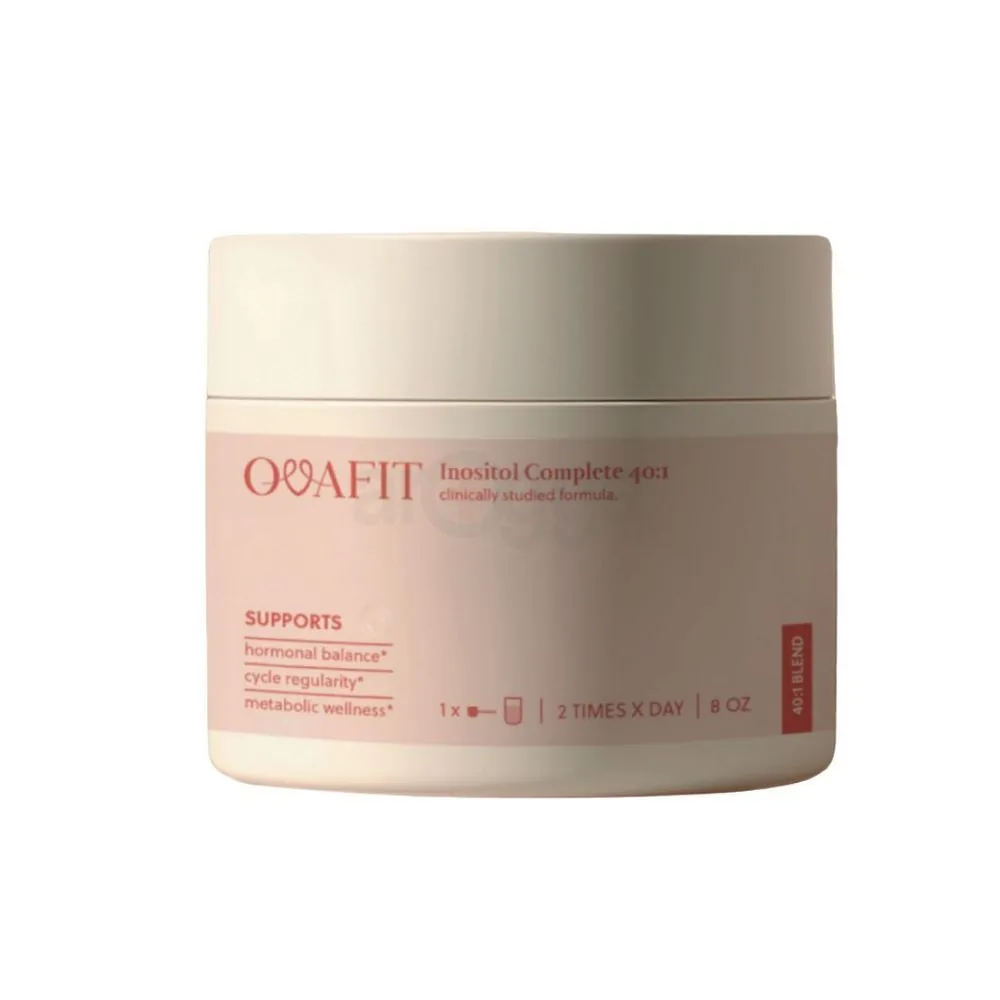 OVAFIT
Inositol Complete 40:1
clinically studied formula.
SUPPORTS
hormonal balance*
cycle regularity*
metabolic wellness*
1 x | 2 TIMES X DAY | 8 OZ
40:1 BLEND